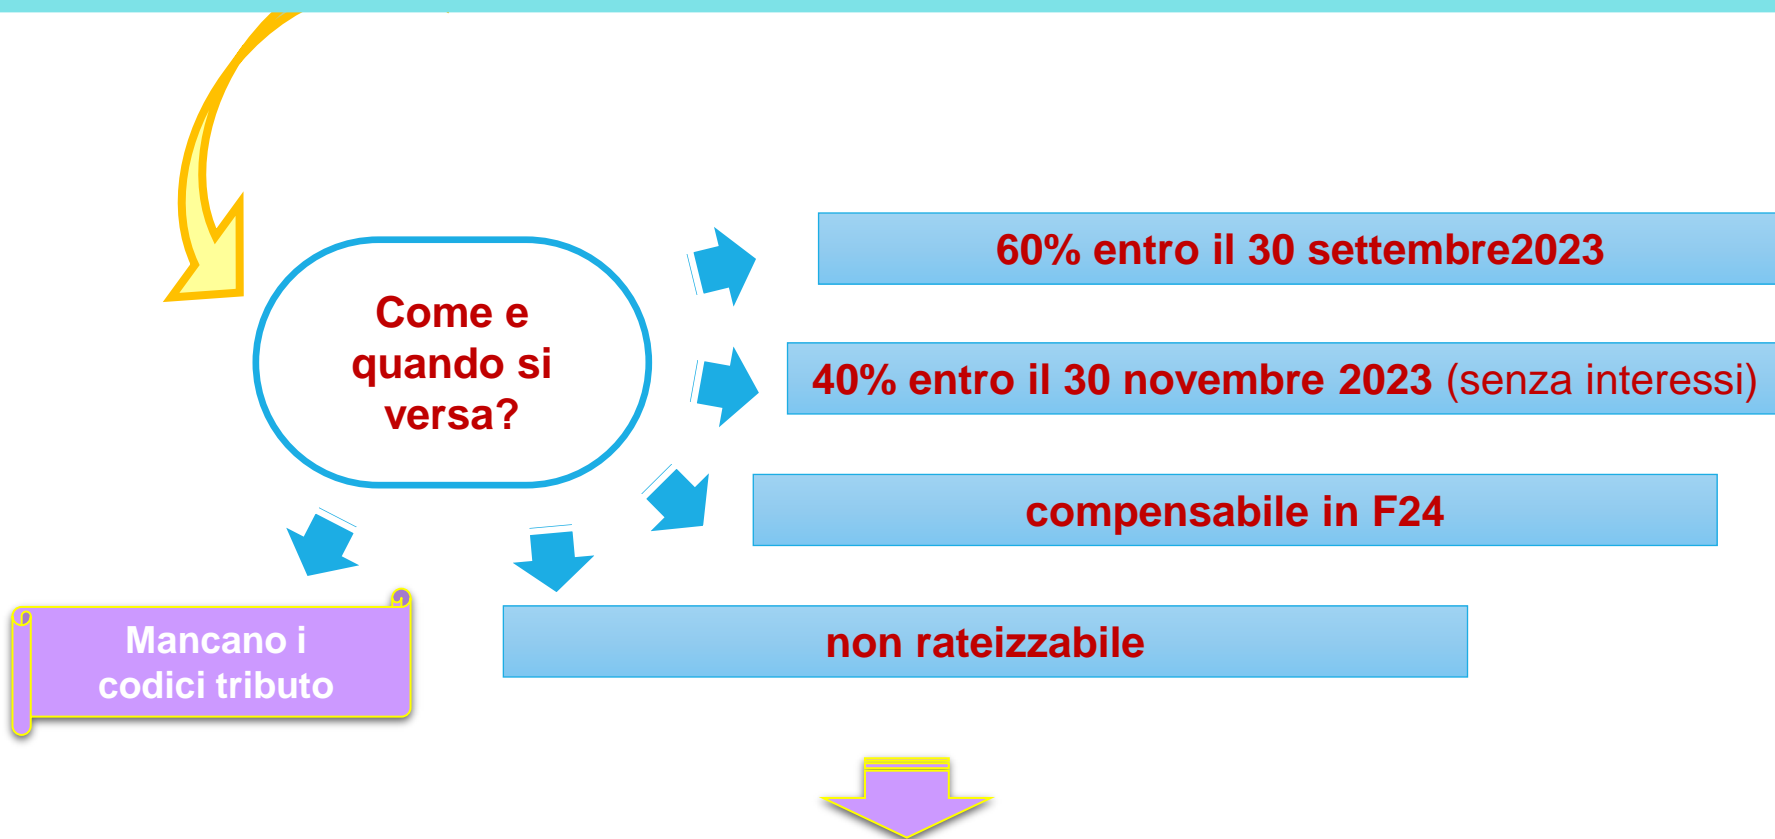 Come e
quando si
versa?
60% entro il 30 settembre2023
40% entro il 30 novembre 2023 (senza interessi)
compensabile in F24
non rateizzabile
Mancano i
codici tributo